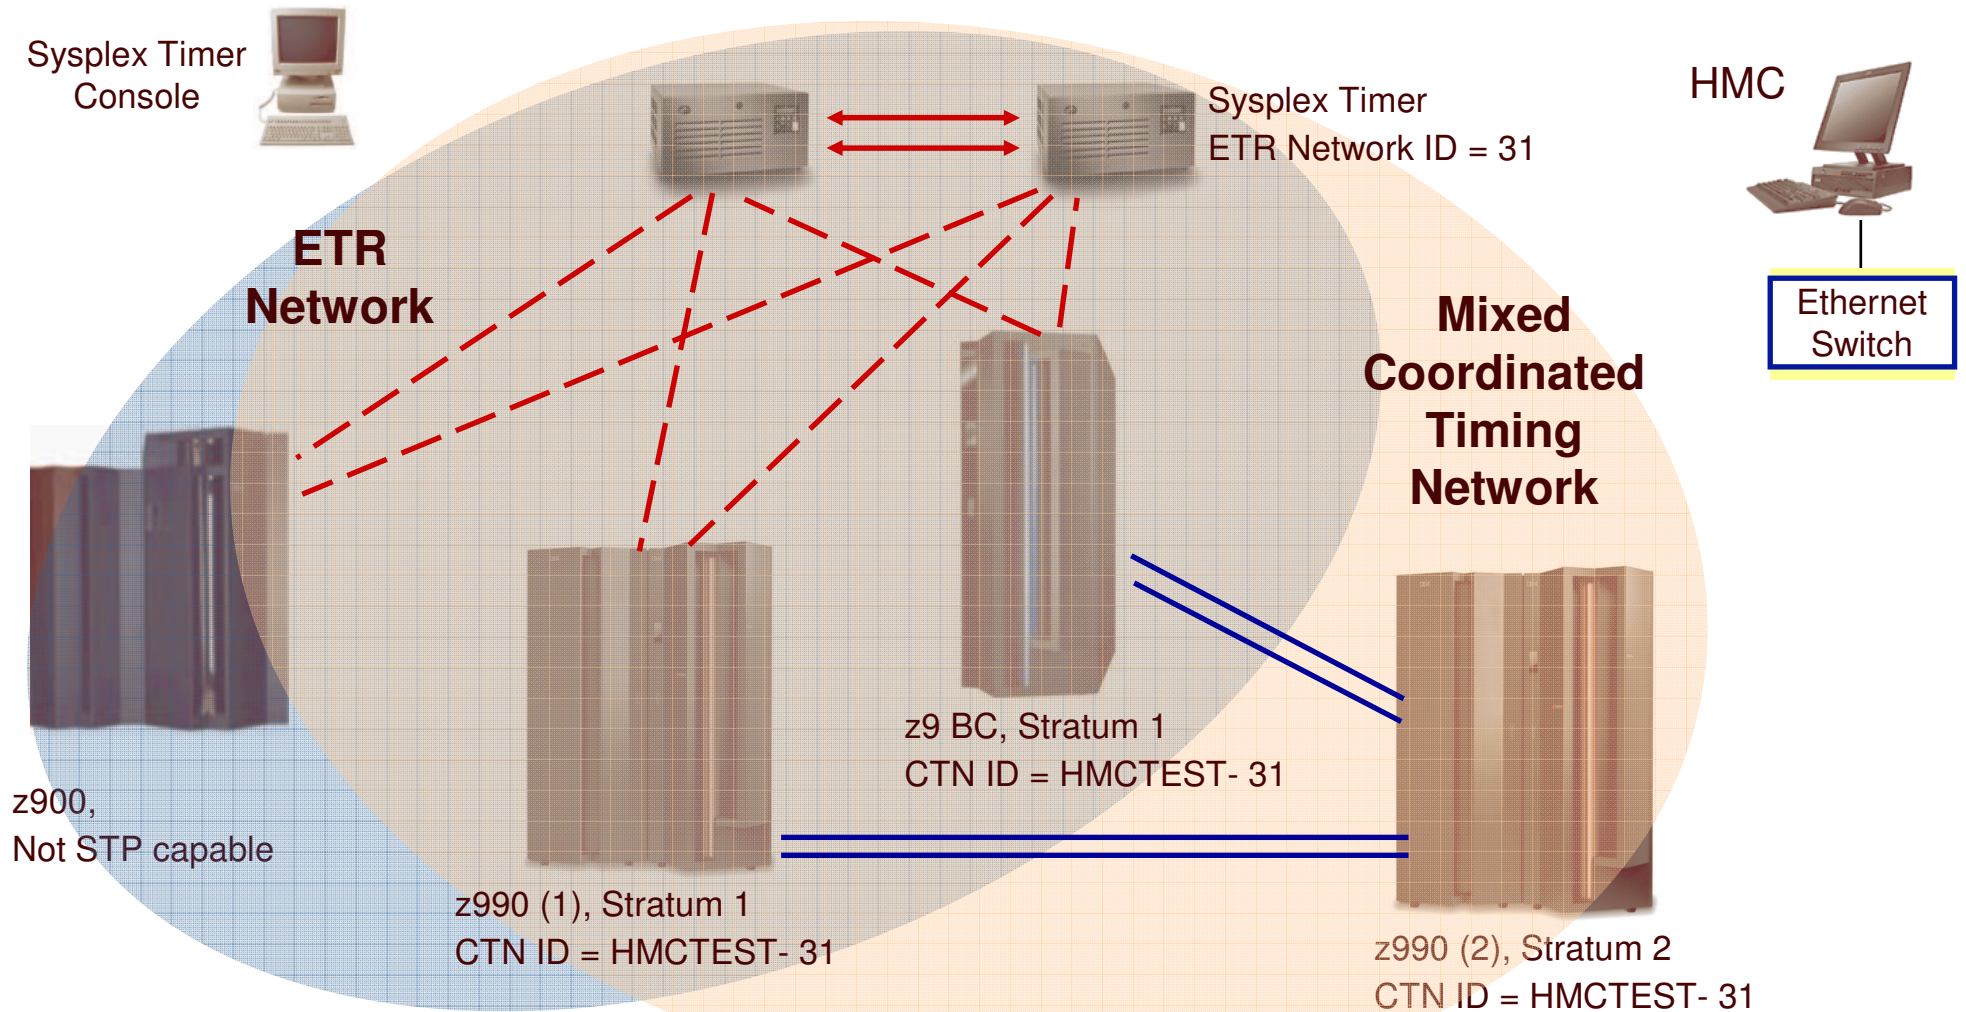 Sysplex Timer
Console
Sysplex Timer
ETR Network ID = 31
HMC
Ethernet
Switch
ETR
Network
Mixed
Coordinated
Timing
Network
z9 BC, Stratum 1
CTN ID = HMCTEST- 31
z900,
Not STP capable
z990 (1), Stratum 1
CTN ID = HMCTEST- 31
z990 (2), Stratum 2
CTN ID = HMCTEST- 31